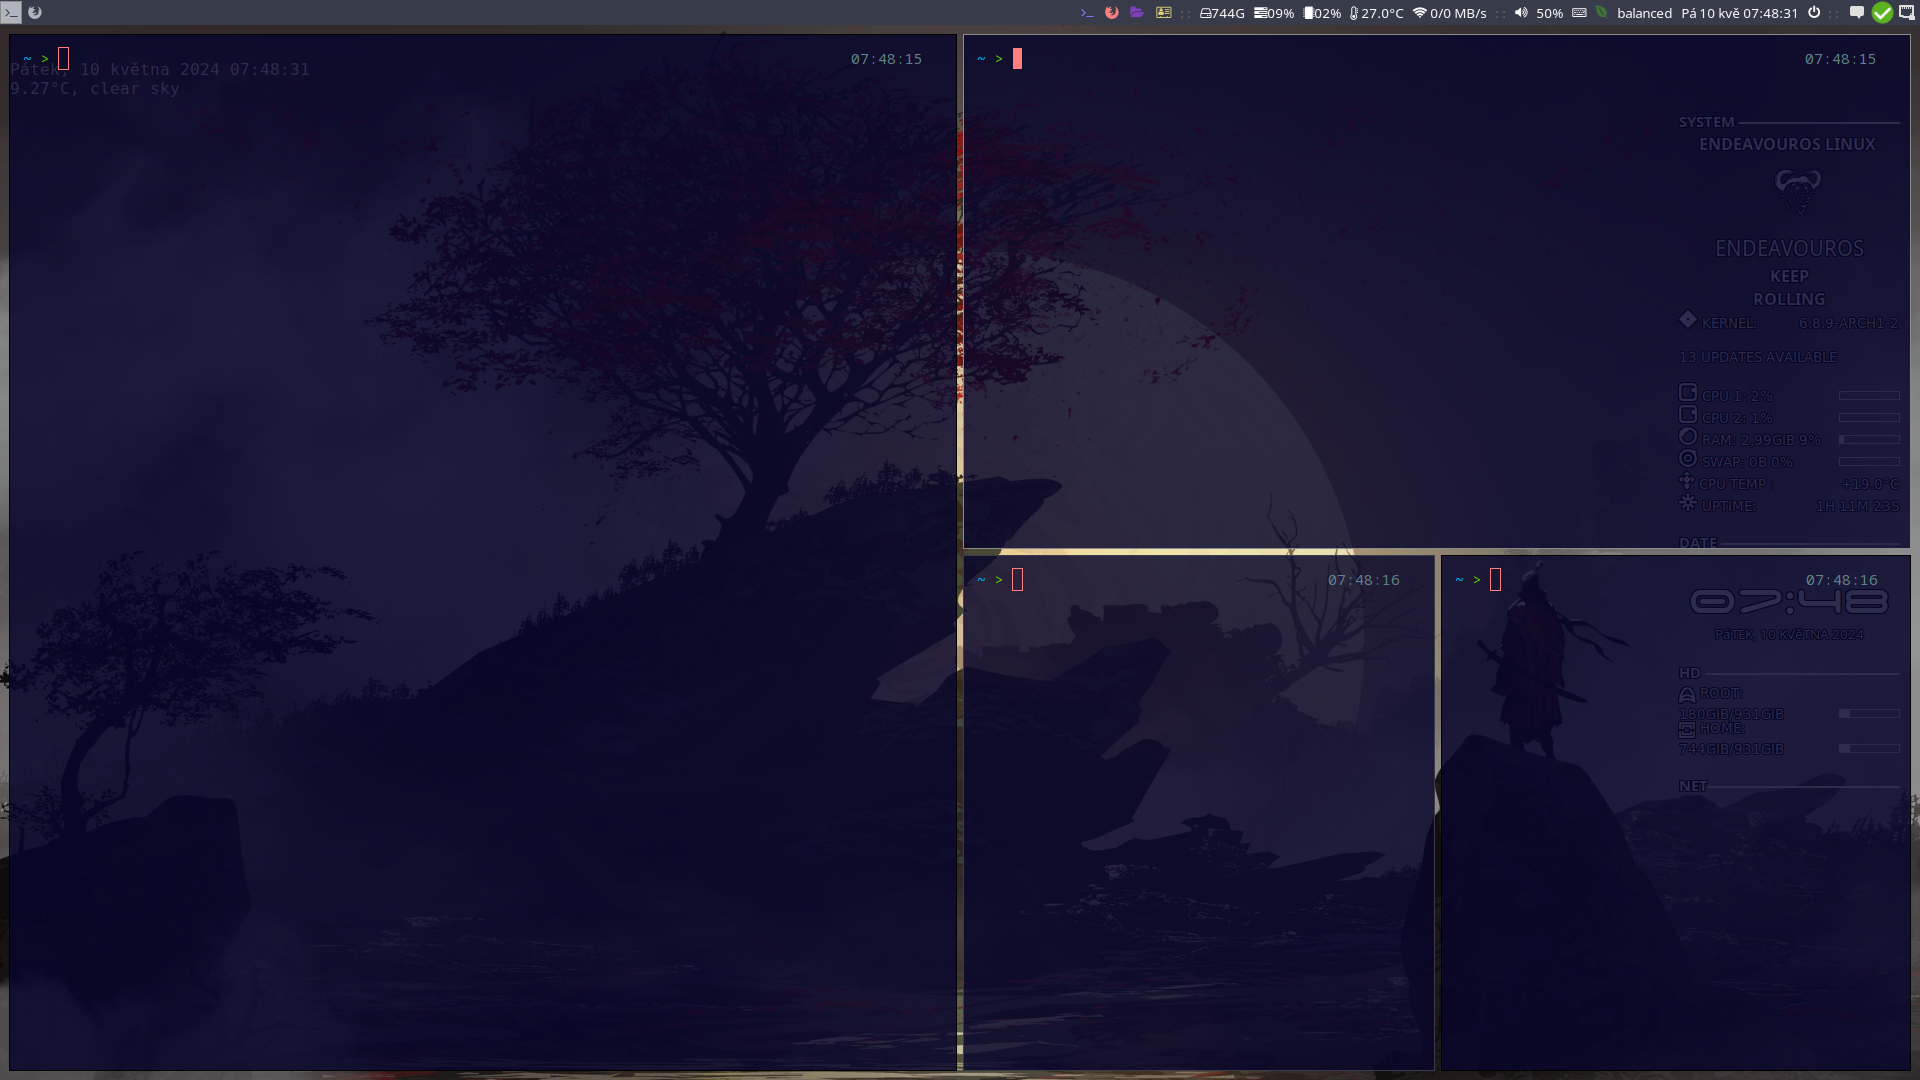 744G 09% 02% 27.0°C 0/0 MB/s 50% balanced Pá 10 kvě 07:48:31
~ > 07:48:15
Pátek, 10 května 2024 07:48:31
9.27°C, clear sky
~ > 07:48:15
SYSTEM
ENDEAVOUROS LINUX
ENDEAVOUROS
KEEP
ROLLING
KERNEL: 6.8.9-ARCH1-2
13 UPDATES AVAILABLE
CPU 1: 2%
CPU 2: 1%
RAM: 2,99GIB 9%
SWAP: 0B 0%
CPU TEMP: +19.0°C
UPTIME: 1H 11M 23S
DATE
~ > 07:48:16
~ > 07:48:16
07:48
PáTEK, 10 KVěTNA 2024
HD
ROOT:
180GIB/931GIB
HOME:
744GIB/931GIB
NET